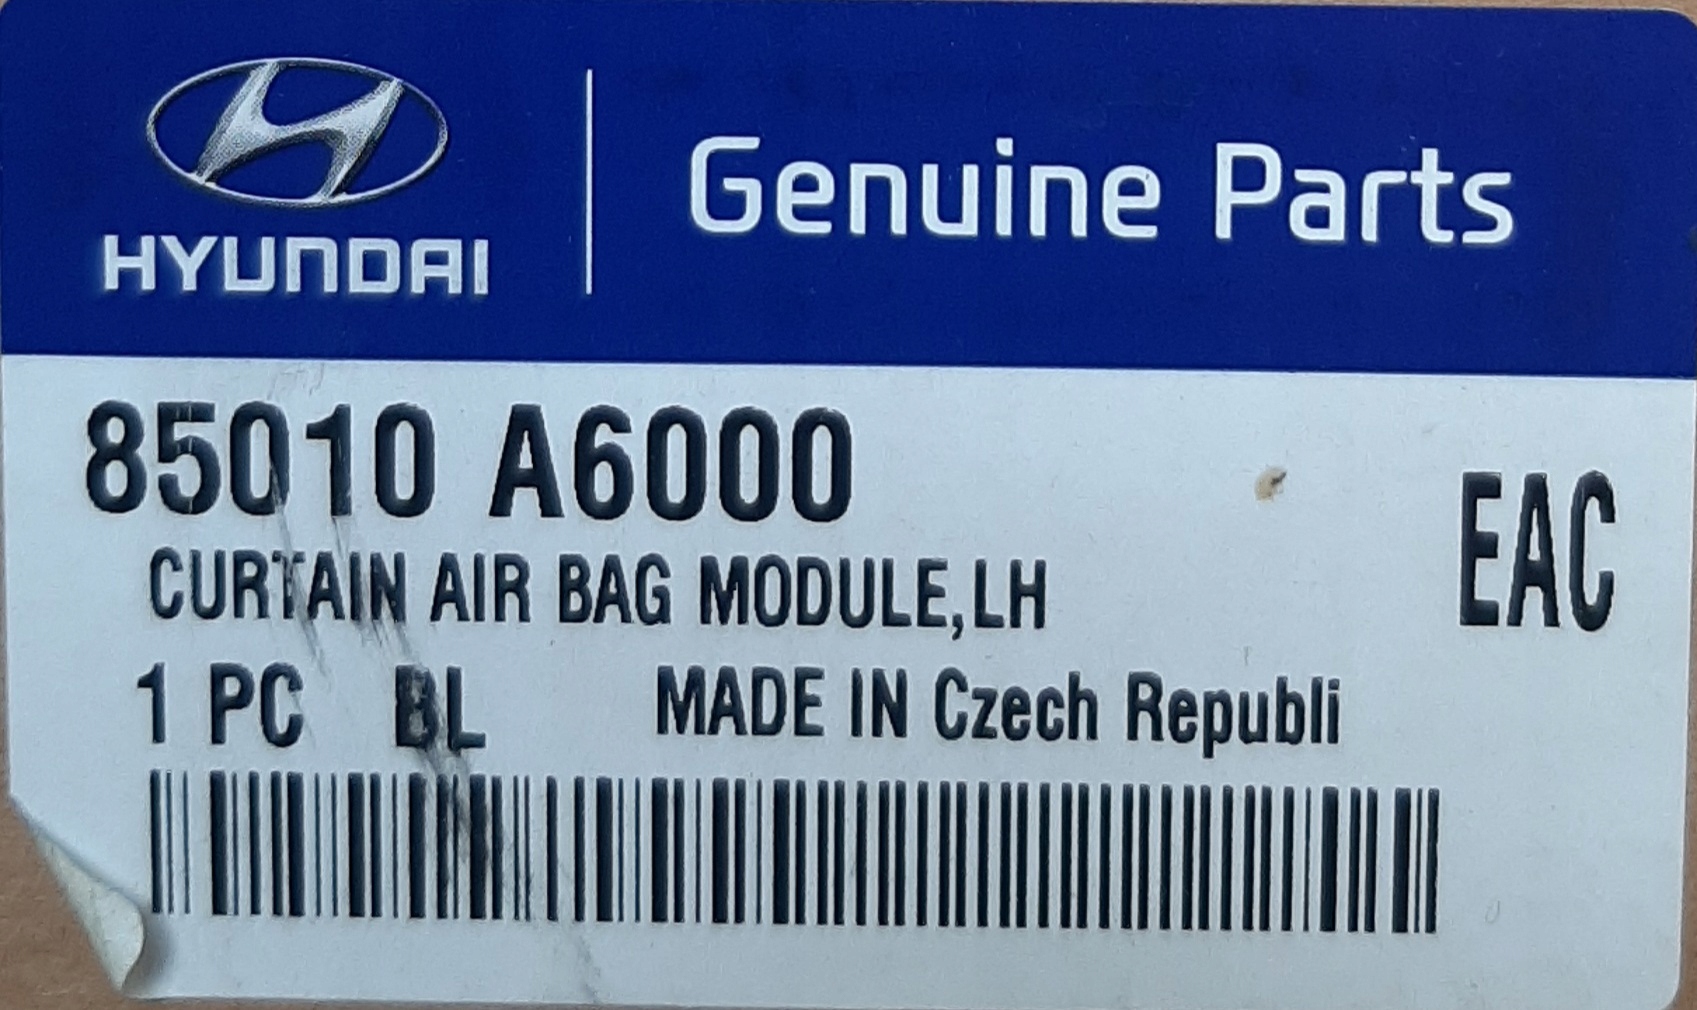 HYUNDAI
Genuine Parts
85010 A6000
CURTAIN AIR BAG MODULE,LH
EAC
1 PC BL MADE IN Czech Republi